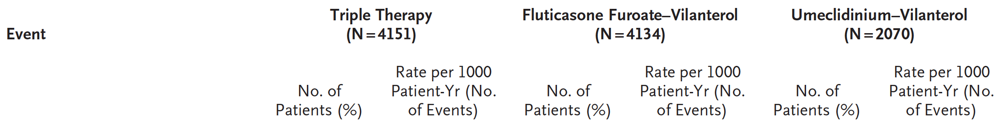 Triple Therapy Fluticasone Furoate–Vilanterol Umeclidinium–Vilanterol
Event (N=4151) (N=4134) (N=2070)
Rate per 1000 Rate per 1000 Rate per 1000
No. of Patient-Yr (No. No. of Patient-Yr (No. No. of Patient-Yr (No.
Patients (%) of Events) Patients (%) of Events) Patients (%) of Events)